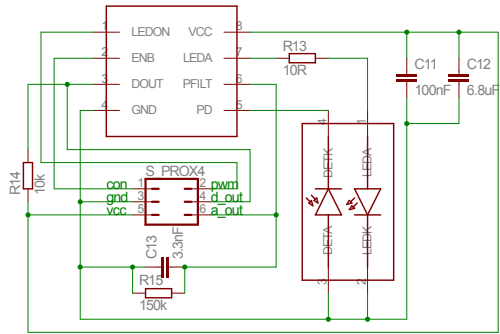 1 LEDON VCC 8
2 ENB LEDA 7
3 DOUT PFILT 6
4 GND PD 5
R13
10R
C11
100nF
C12
6.8uF
R14
10k
S_PROX4
con 1 2 pwm
gnd 3 4 d_out
vcc 5 6 a_out
C13
3.3nF
R15
150k
4 1
DETK LEDA
DETA LEDK
3 2